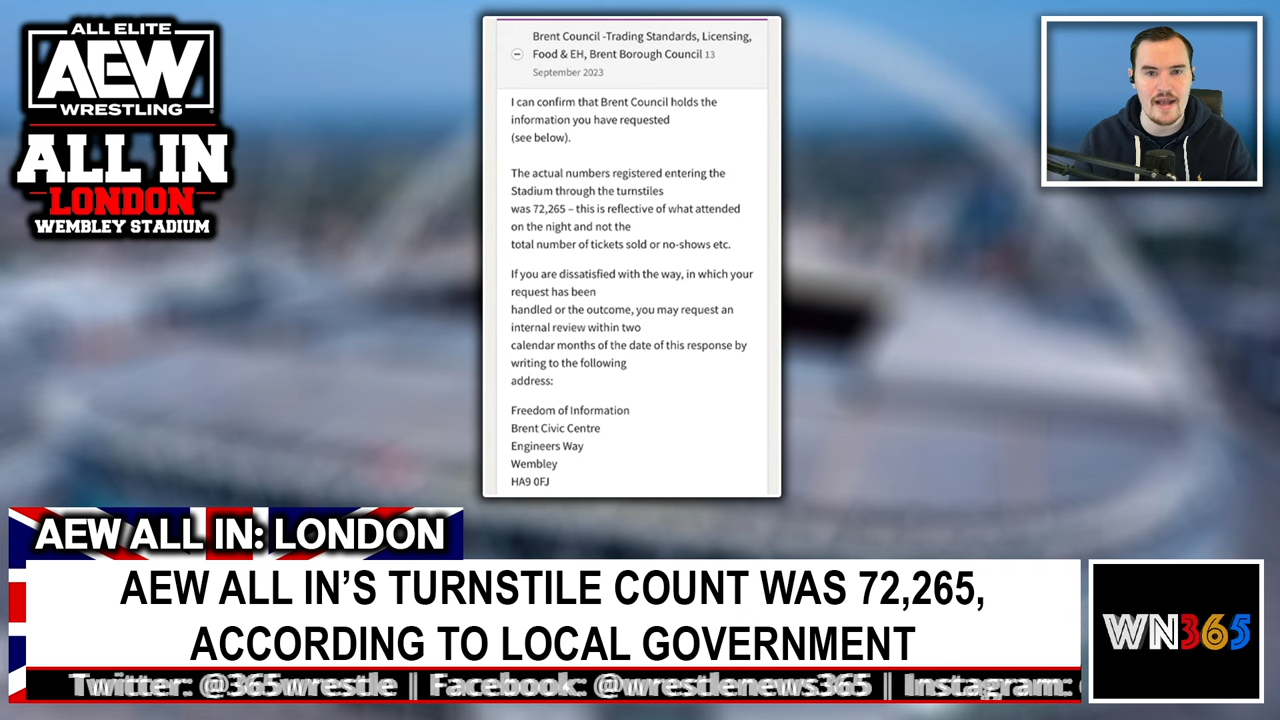 ALL ELITE
AEW
WRESTLING
ALL IN
LONDON
WEMBLEY STADIUM
Brent Council -Trading Standards, Licensing,
Food & EH, Brent Borough Council 13
September 2023
I can confirm that Brent Council holds the
information you have requested
(see below).
The actual numbers registered entering the
Stadium through the turnstiles
was 72,265 – this is reflective of what attended
on the night and not the
total number of tickets sold or no-shows etc.
If you are dissatisfied with the way, in which your
request has been
handled or the outcome, you may request an
internal review within two
calendar months of the date of this response by
writing to the following
address:
Freedom of Information
Brent Civic Centre
Engineers Way
Wembley
HA9 0FJ
AEW ALL IN: LONDON
AEW ALL IN’S TURNSTILE COUNT WAS 72,265,
ACCORDING TO LOCAL GOVERNMENT
WN365
Twitter: @365wrestle | Facebook: @wrestlenews365 | Instagram: